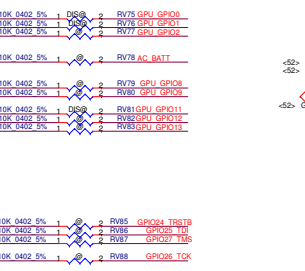 10K_0402_5% 1 DIS@ 2 RV75 GPU_GPIO0
10K_0402_5% 1 DIS@ 2 RV76 GPU_GPIO1
10K_0402_5% 1 @ 2 RV77 GPU_GPIO2
10K_0402_5% 1 @ 2 RV78 AC_BATT
<52>
<52>
10K_0402_5% 1 @ 2 RV79 GPU_GPIO8
10K_0402_5% 1 @ 2 RV80 GPU_GPIO9
<52>
10K_0402_5% 1 DIS@ 2 RV81 GPU_GPIO11
10K_0402_5% 1 @ 2 RV82 GPU_GPIO12
10K_0402_5% 1 @ 2 RV83 GPU_GPIO13
10K_0402_5% 1 @ 2 RV85 GPIO24_TRSTB
10K_0402_5% 1 @ 2 RV86 GPIO25_TDI
10K_0402_5% 1 @ 2 RV87 GPIO27_TMS
10K_0402_5% 1 @ 2 RV88 GPIO26_TCK